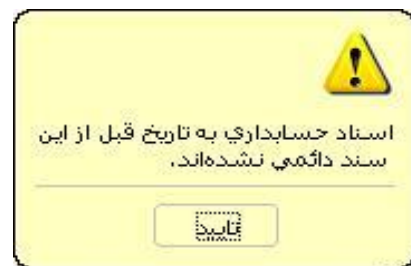 اسناد حسابداري به تاريخ قبل از اين
سند دائمي نشده‌اند.
تاييد